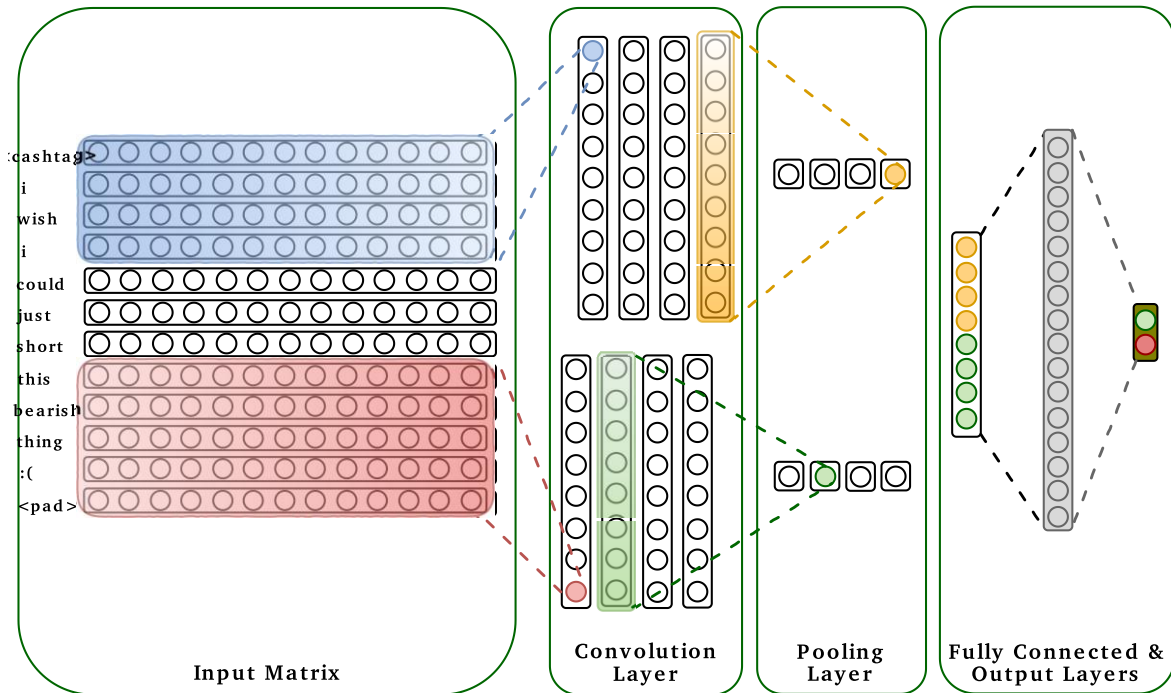 <cashtag>
i
wish
i
could
just
short
this
bearish
thing
:(
<pad>
Input Matrix
Convolution
Layer
Pooling
Layer
Fully Connected &
Output Layers